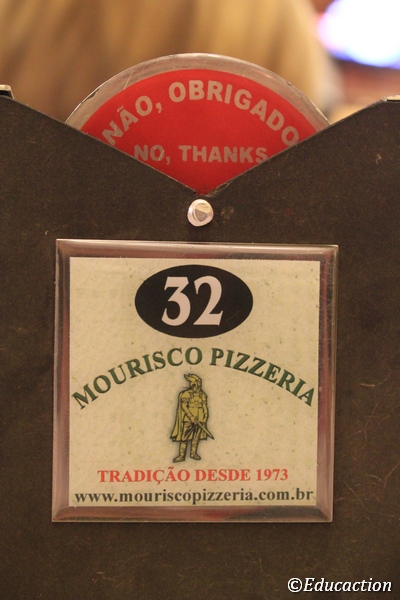 NÃO, OBRIGADO
NO, THANKS
32
MOURISCO PIZZERIA
TRADIÇÃO DESDE 1973
www.mouriscopizzeria.com.br
©Educaction